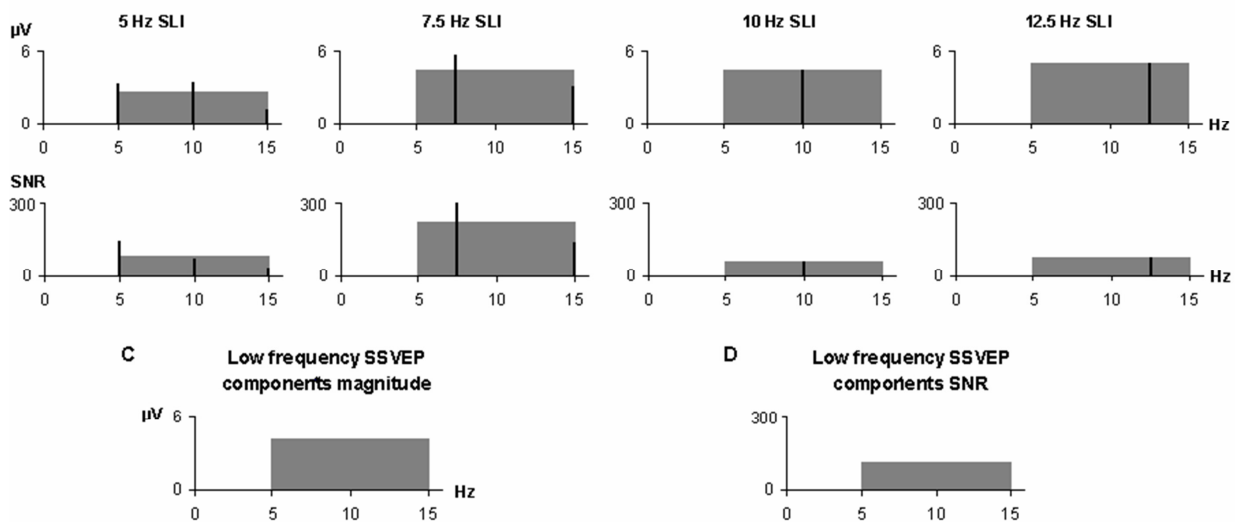 5 Hz SLI 7.5 Hz SLI 10 Hz SLI 12.5 Hz SLI
µV
6 6 6 6
0 0 0 0
0 5 10 15 0 5 10 15 0 5 10 15 0 5 10 15 Hz
SNR
300 300 300 300
0 0 0 0
0 5 10 15 0 5 10 15 0 5 10 15 0 5 10 15 Hz
C Low frequency SSVEP
components magnitude
µV 6
0
0 5 10 15 Hz
D Low frequency SSVEP
components SNR
300
0
0 5 10 15